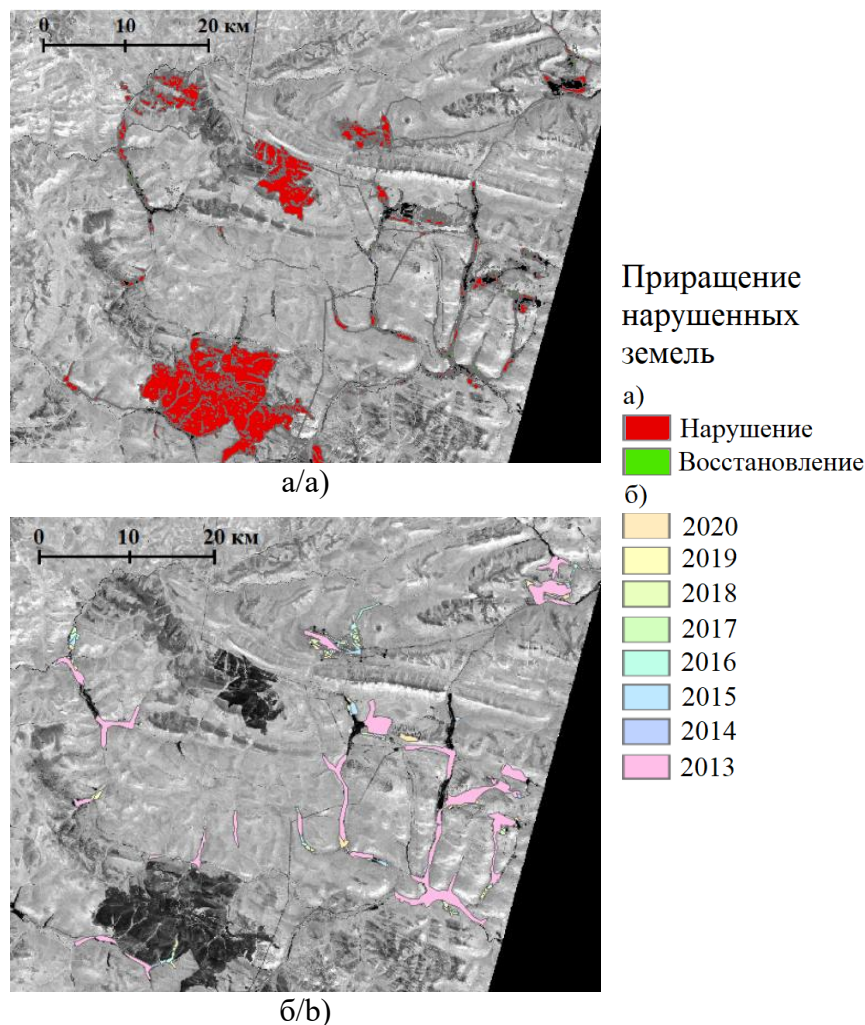 0 10 20 км
а/a)
0 10 20 км
б/b)
Приращение
нарушенных
земель
а)
Нарушение
Восстановление
б)
2020
2019
2018
2017
2016
2015
2014
2013